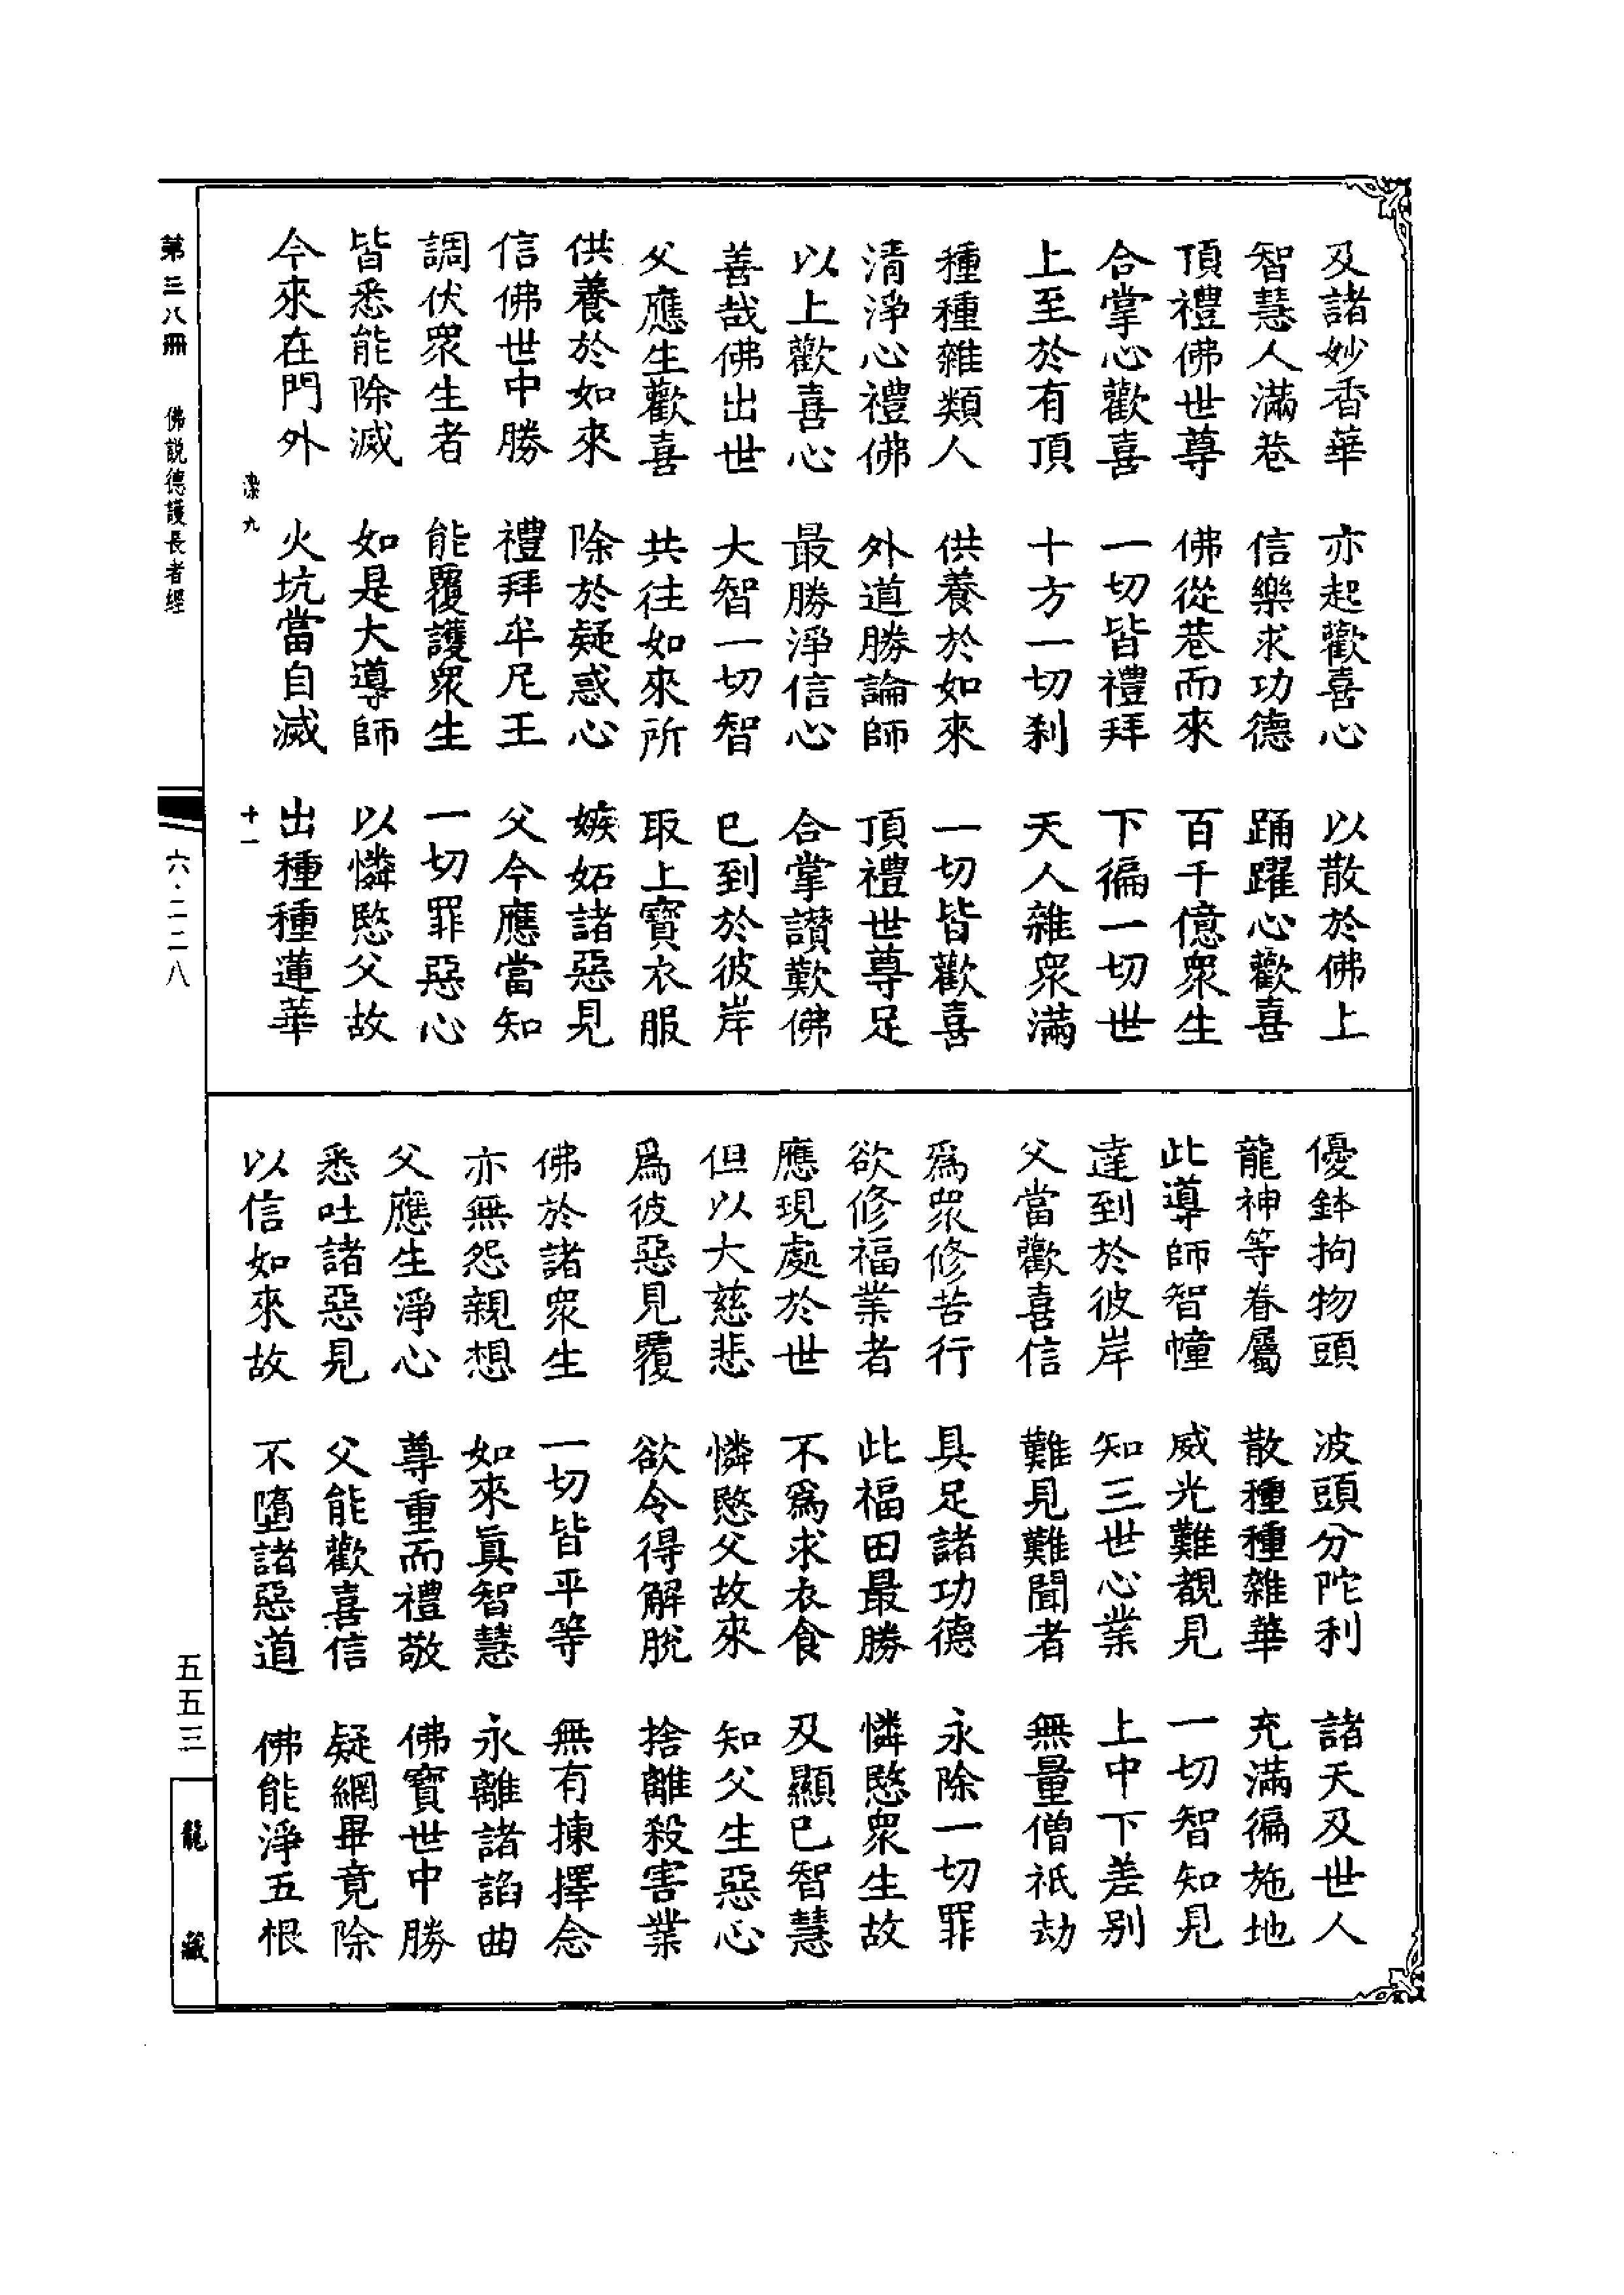 及諸妙香華　亦起歡喜心　以散於佛上
智慧人滿巷　信樂求功德　踊躍心歡喜
頂禮佛世尊　佛從巷而來　百千億衆生
合掌心歡喜　一切皆禮拜　下徧一切世
上至於有頂　十方一切刹　天人雜衆滿
種種雜類人　供養於如來　一切皆歡喜
清淨心禮佛　外道勝論師　頂禮世尊足
以上歡喜心　最勝淨信心　合掌讚歎佛
善哉佛出世　大智一切智　已到於彼岸
父應生歡喜　共往如來所　取上寶衣服
供養於如來　除於疑惑心　嫉妬諸惡見
信佛世中勝　禮拜牟尼王　父今應當知
調伏衆生者　能覆護衆生　一切罪惡心
皆悉能除滅　如是大導師　以憐愍父故
今來在門外　火坑當自滅　出種種蓮華
染九　十一
優鉢拘物頭　波頭分陀利　諸天及世人
龍神等眷屬　散種種雜華　充滿徧施地
此導師智幢　威光難覩見　一切智知見
達到於彼岸　知三世心業　上中下差别
父當歡喜信　難見難聞者　無量僧祇劫
爲衆修苦行　具足諸功德　永除一切罪
欲修福業者　此福田最勝　憐愍衆生故
應現處於世　不爲求衣食　及顯已智慧
但以大慈悲　憐愍父故來　知父生惡心
爲彼惡見覆　欲令得解脫　捨離殺害業
佛於諸衆生　一切皆平等　無有揀擇念
亦無怨親想　如來眞智慧　永離諸諂曲
父應生淨心　尊重而禮敬　佛寶世中勝
悉吐諸惡見　父能歡喜信　疑網畢竟除
以信如來故　不墮諸惡道　佛能淨五根
第三八冊　佛説德護長者經　六·二二八　五五三　龍藏